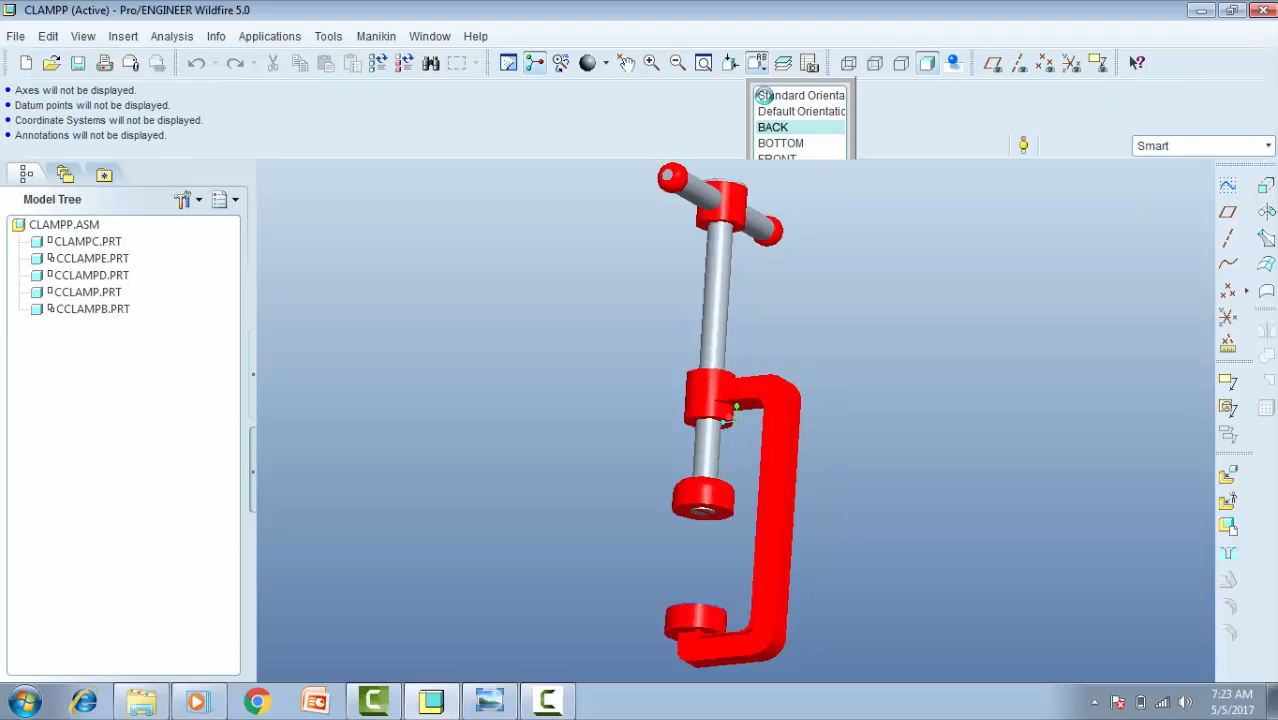 CLAMPP (Active) - Pro/ENGINEER Wildfire 5.0
File Edit View Insert Analysis Info Applications Tools Manikin Window Help
Axes will not be displayed.
Datum points will not be displayed.
Coordinate Systems will not be displayed.
Annotations will not be displayed.
Standard Orienta
Default Orientatic
BACK
BOTTOM
FRONT
Smart
Model Tree
CLAMPP.ASM
CLAMPC.PRT
CCLAMPE.PRT
CCLAMPD.PRT
CCLAMP.PRT
CCLAMPB.PRT
7:23 AM
5/5/2017